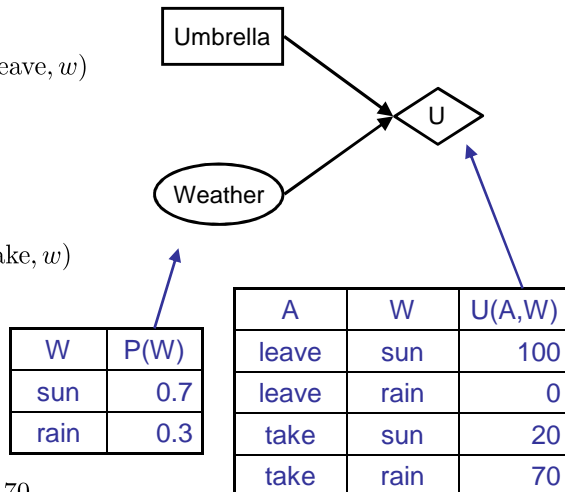 Umbrella
eave, w)
U
Weather
ake, w)
A W U(A,W)
W P(W)
leave sun 100
sun 0.7
leave rain 0
rain 0.3
take sun 20
take rain 70
70